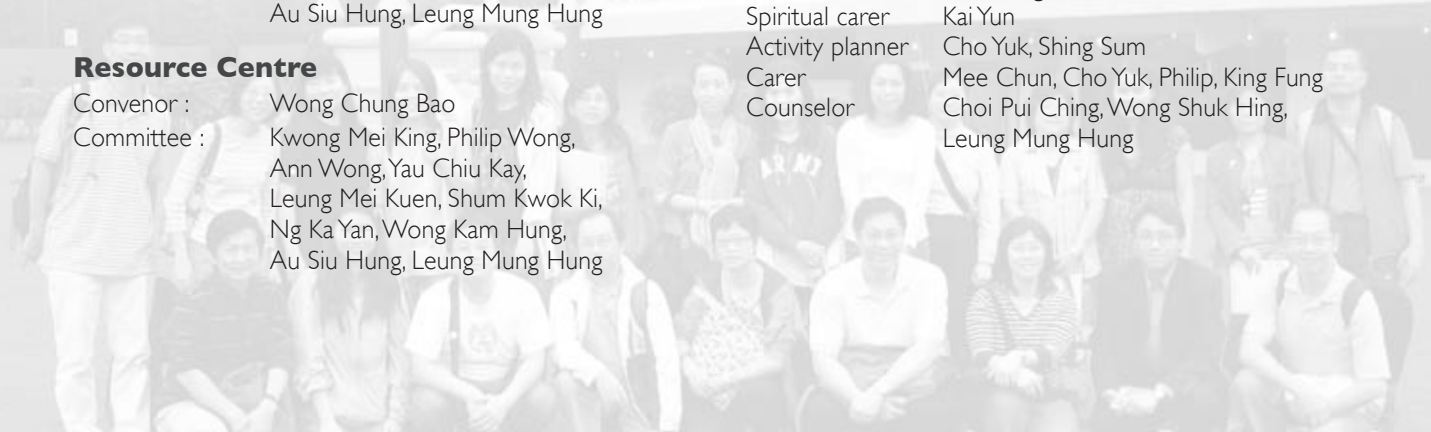 Au Siu Hung, Leung Mung Hung
Resource Centre
Convenor : Wong Chung Bao
Committee : Kwong Mei King, Philip Wong,
Ann Wong, Yau Chiu Kay,
Leung Mei Kuen, Shum Kwok Ki,
Ng Ka Yan, Wong Kam Hung,
Au Siu Hung, Leung Mung Hung
Spiritual carer Kai Yun
Activity planner Cho Yuk, Shing Sum
Carer Mee Chun, Cho Yuk, Philip, King Fung
Counselor Choi Pui Ching, Wong Shuk Hing,
Leung Mung Hung
ARMY